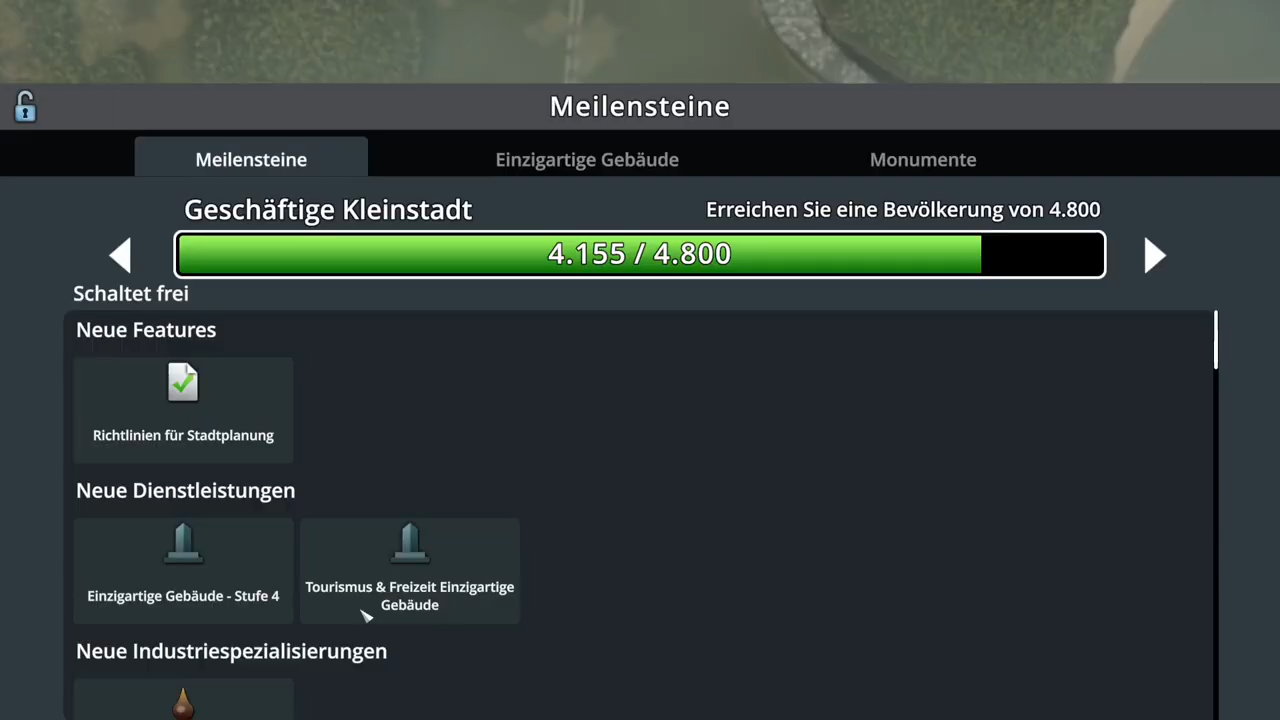 Meilensteine
Meilensteine
Einzigartige Gebäude
Monumente
Geschäftige Kleinstadt
Erreichen Sie eine Bevölkerung von 4.800
4.155 / 4.800
Schaltet frei
Neue Features
Richtlinien für Stadtplanung
Neue Dienstleistungen
Einzigartige Gebäude - Stufe 4
Tourismus & Freizeit Einzigartige
Gebäude
Neue Industriespezialisierungen